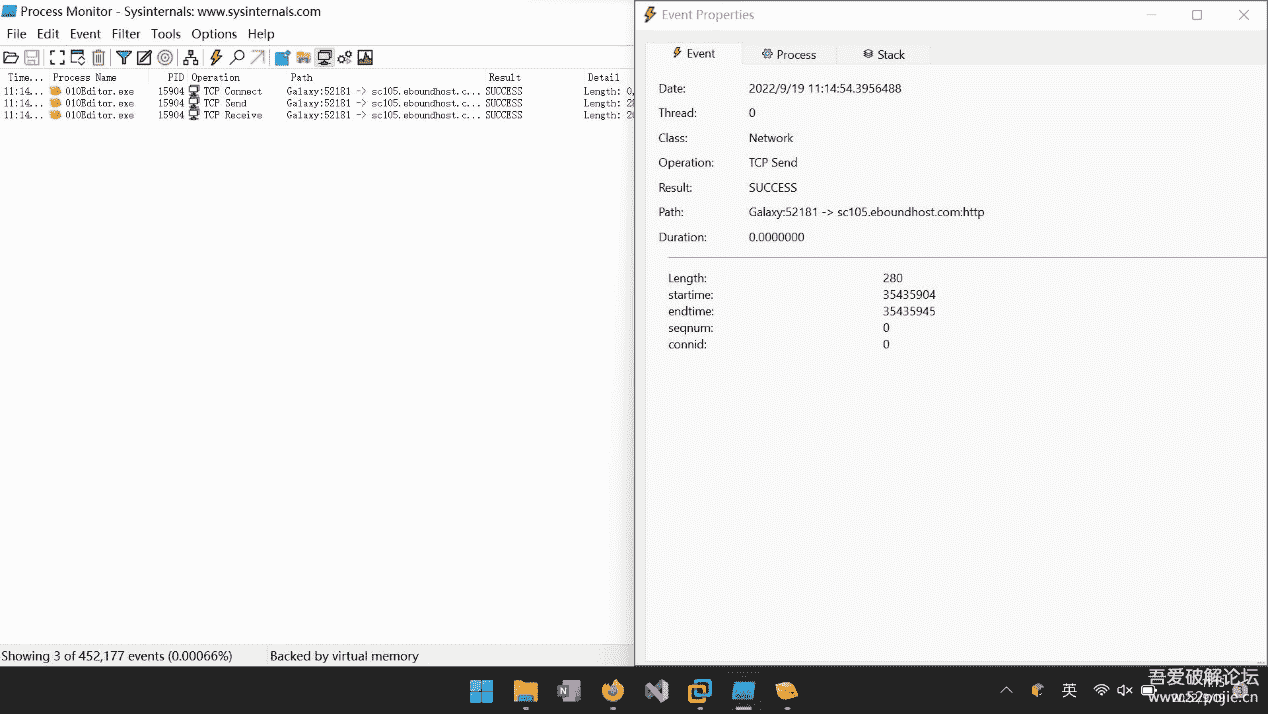 Process Monitor - Sysinternals: www.sysinternals.com
File Edit Event Filter Tools Options Help
Time... Process Name PID Operation Path Result Detail
11:14... 010Editor.exe 15904 TCP Connect Galaxy:52181 -> sc105.eboundhost.c... SUCCESS Length: 0,
11:14... 010Editor.exe 15904 TCP Send Galaxy:52181 -> sc105.eboundhost.c... SUCCESS Length: 28
11:14... 010Editor.exe 15904 TCP Receive Galaxy:52181 -> sc105.eboundhost.c... SUCCESS Length:
Showing 3 of 452,177 events (0.00066%) Backed by virtual memory
Event Properties
Event Process Stack
Date: 2022/9/19 11:14:54.3956488
Thread: 0
Class: Network
Operation: TCP Send
Result: SUCCESS
Path: Galaxy:52181 -> sc105.eboundhost.com:http
Duration: 0.0000000
Length: 280
startime: 35435904
endtime: 35435945
seqnum: 0
connid: 0
英
吾爱破解论坛
www.52pojie.cn